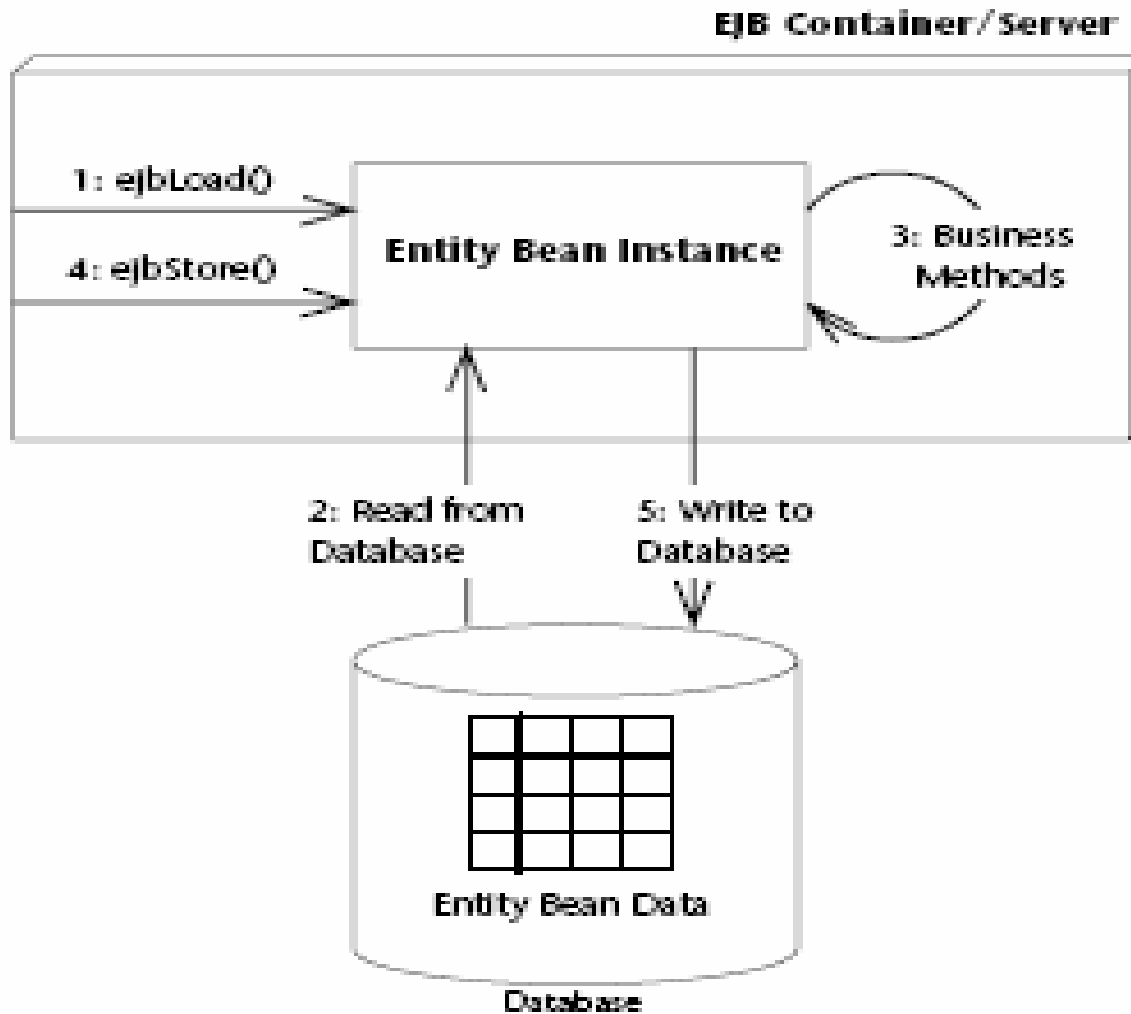 EJB Container/Server
1: ejbLoad()
4: ejbStore()
Entity Bean Instance
3: Business
Methods
2: Read from
Database
5: Write to
Database
Entity Bean Data
Database